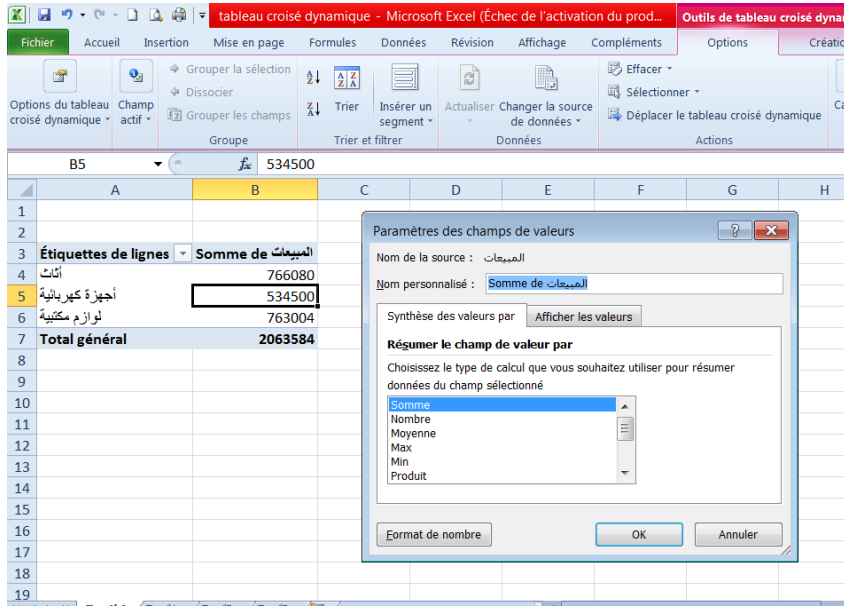 tableau croisé dynamique - Microsoft Excel (Échec de l'activation du prod...
Outils de tableau croisé dyna
Fichier Accueil Insertion Mise en page Formules Données Révision Affichage Compléments Options Créatio
Options du tableau croisé dynamique
Champ actif
Grouper la sélection
Dissocier
Grouper les champs
Groupe
Trier
Insérer un segment
Trier et filtrer
Actualiser
Changer la source de données
Données
Effacer
Sélectionner
Déplacer le tableau croisé dynamique
Actions
Ca
B5 fx 534500
A B C D E F G H
1
2
3 Étiquettes de lignes Somme de المبيعات
4 أثاث 766080
5 أجهزة كهربائية 534500
6 لوازم مكتبية 763004
7 Total général 2063584
8
9
10
11
12
13
14
15
16
17
18
19
Paramètres des champs de valeurs
Nom de la source : المبيعات
Nom personnalisé : Somme de المبيعات
Synthèse des valeurs par
Afficher les valeurs
Résumer le champ de valeur par
Choisissez le type de calcul que vous souhaitez utiliser pour résumer
données du champ sélectionné
Somme
Nombre
Moyenne
Max
Min
Produit
Format de nombre
OK
Annuler